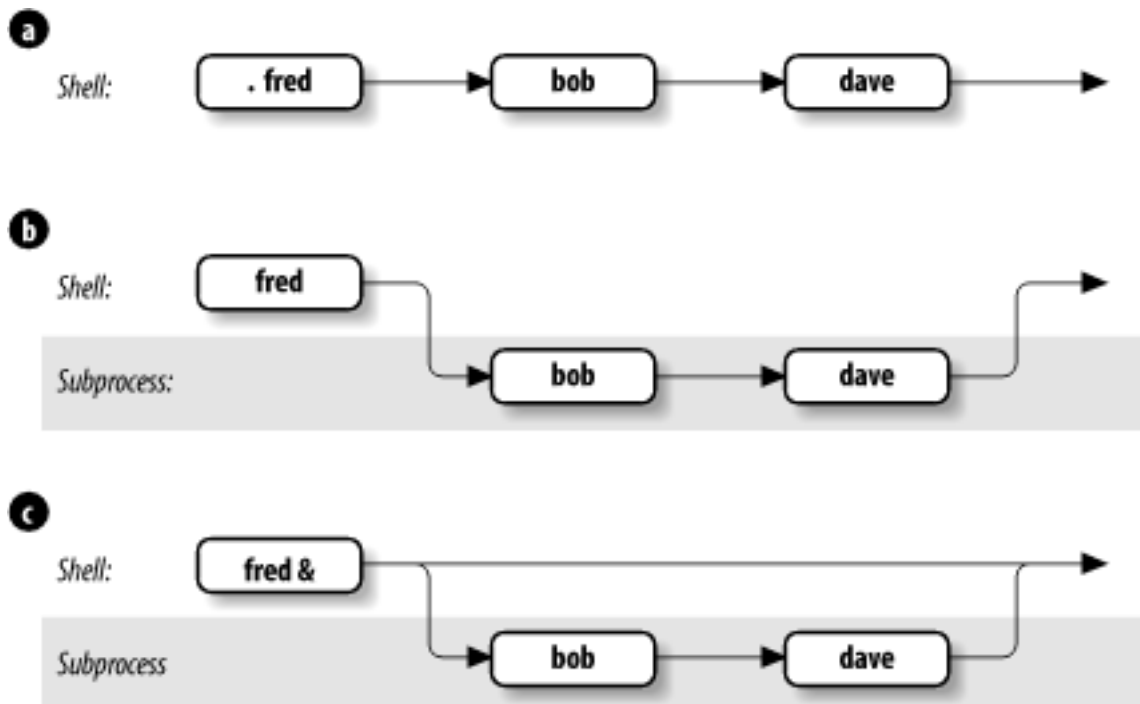 a
Shell: . fred bob dave
b
Shell: fred
Subprocess: bob dave
c
Shell: fred &
Subprocess bob dave